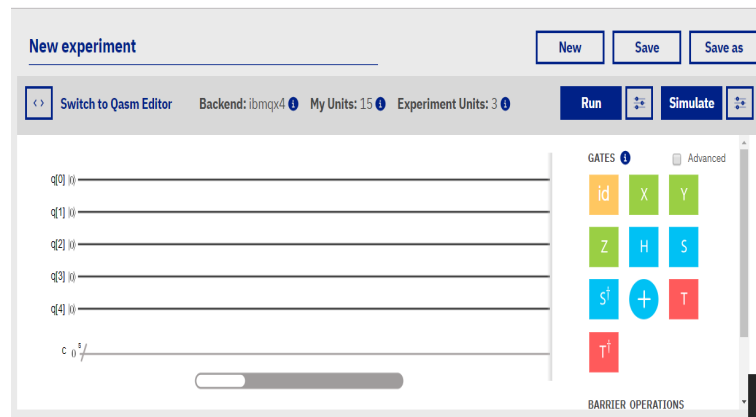 New experiment
New Save Save as
<> Switch to Qasm Editor Backend: ibmqx4 i My Units: 15 i Experiment Units: 3 i Run Simulate
GATES i Advanced
q[0] |0⟩
id X Y
q[1] |0⟩
q[2] |0⟩
Z H S
q[3] |0⟩
S† + T
q[4] |0⟩
c 0 5/
T†
BARRIER OPERATIONS